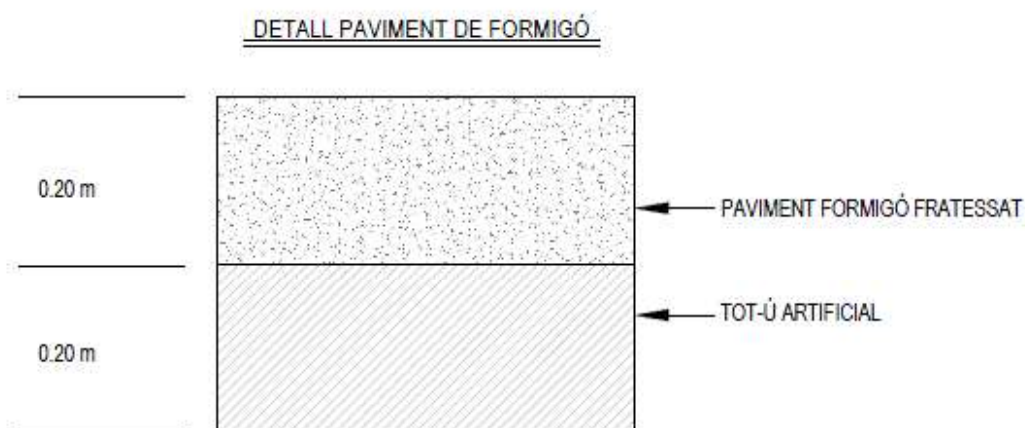 DETALL PAVIMENT DE FORMIGÓ
0.20 m
PAVIMENT FORMIGÓ FRATESSAT
TOT-Ú ARTIFICIAL
0.20 m